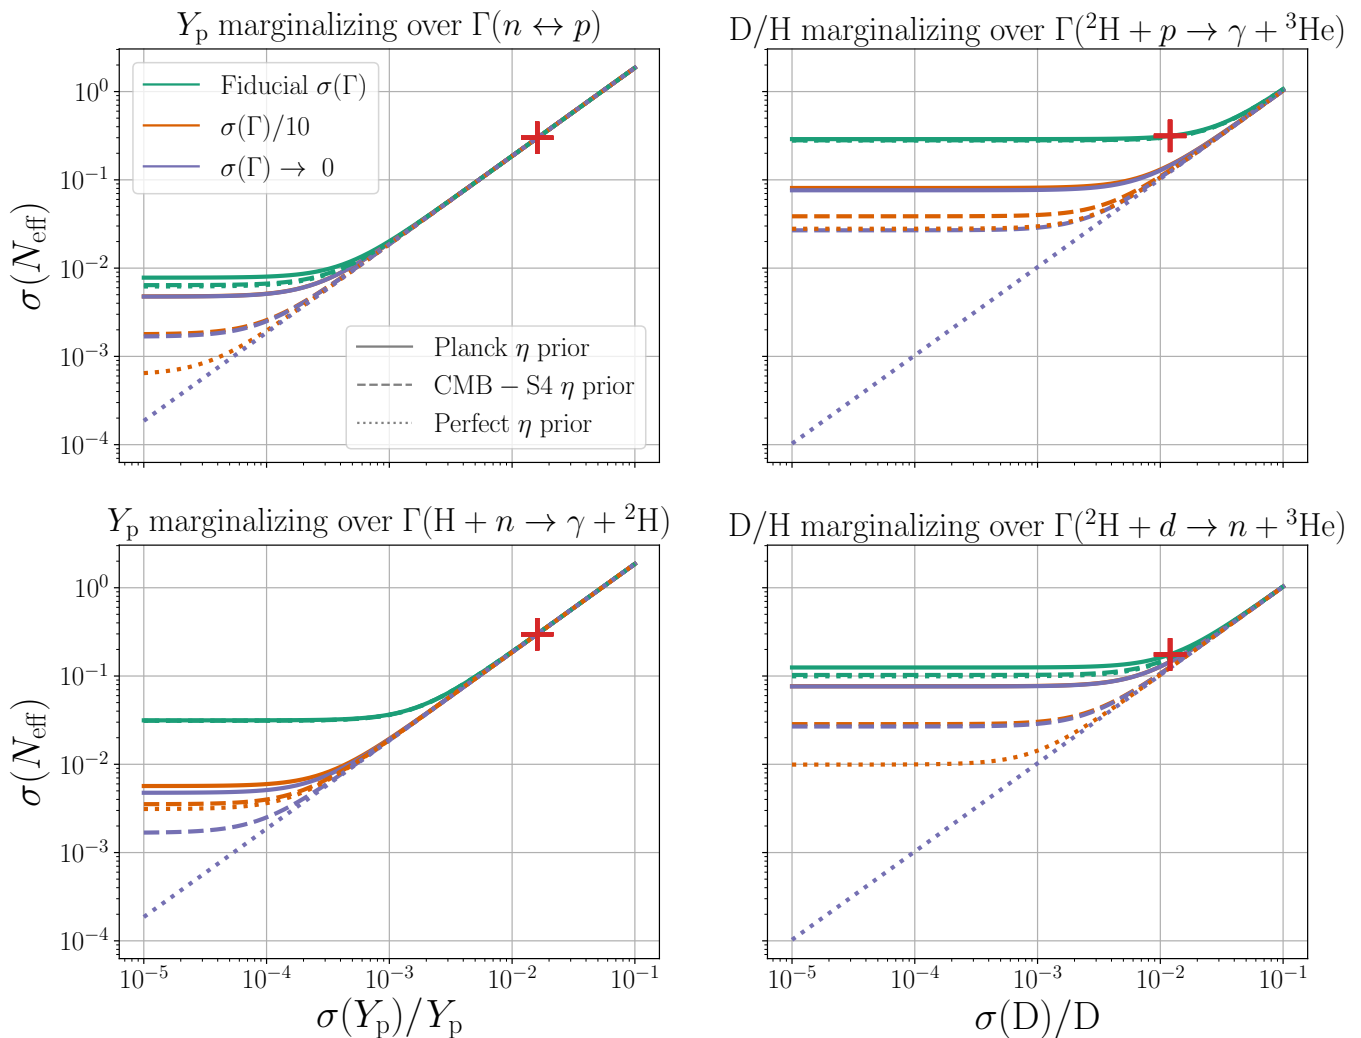 Yₚ marginalizing over Γ(n ↔ p)
D/H marginalizing over Γ(²H + p → γ + ³He)
σ(N_eff)
10⁰
10⁻¹
10⁻²
10⁻³
10⁻⁴
Fiducial σ(Γ)
σ(Γ)/10
σ(Γ) → 0
Planck η prior
CMB − S4 η prior
Perfect η prior
Yₚ marginalizing over Γ(H + n → γ + ²H)
D/H marginalizing over Γ(²H + d → n + ³He)
σ(N_eff)
10⁰
10⁻¹
10⁻²
10⁻³
10⁻⁴
10⁻⁵ 10⁻⁴ 10⁻³ 10⁻² 10⁻¹
10⁻⁵ 10⁻⁴ 10⁻³ 10⁻² 10⁻¹
σ(Yₚ)/Yₚ
σ(D)/D